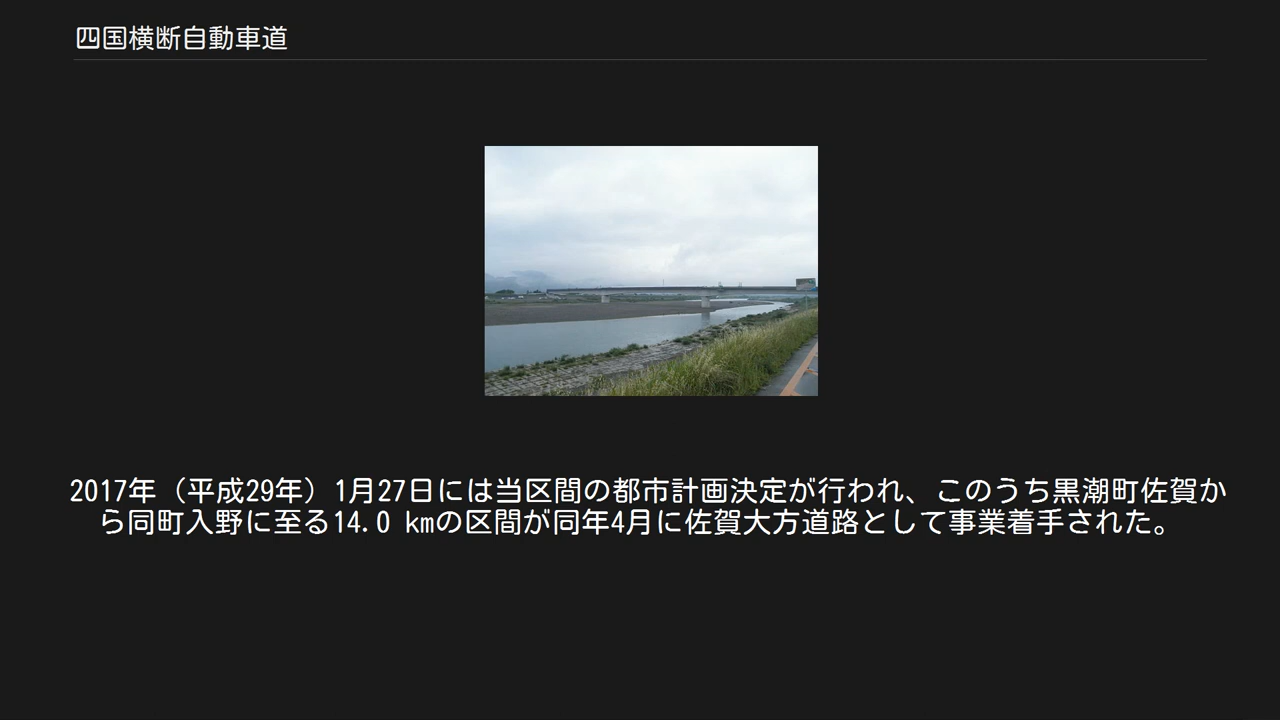 四国横断自動車道
2017年（平成29年）1月27日には当区間の都市計画決定が行われ、このうち黒潮町佐賀か
ら同町入野に至る14.0 kmの区間が同年4月に佐賀大方道路として事業着手された。